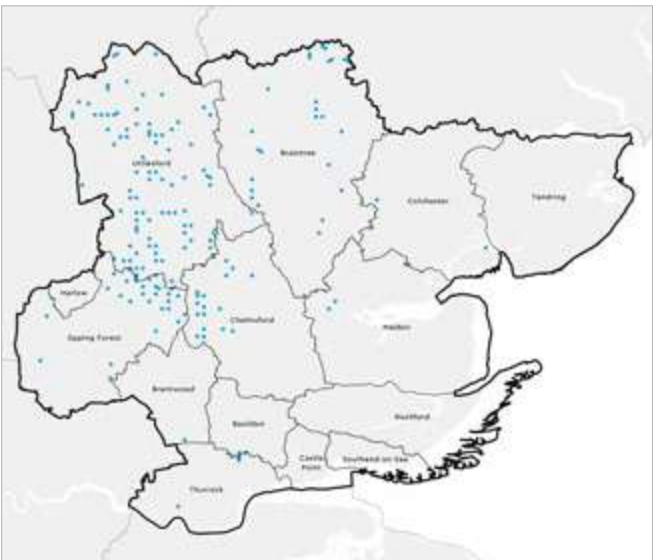 Uttlesford
Braintree
Colchester
Tendring
Harlow
Epping Forest
Chelmsford
Maldon
Brentwood
Basildon
Rochford
Castle
Point
Southend-on-Sea
Thurrock